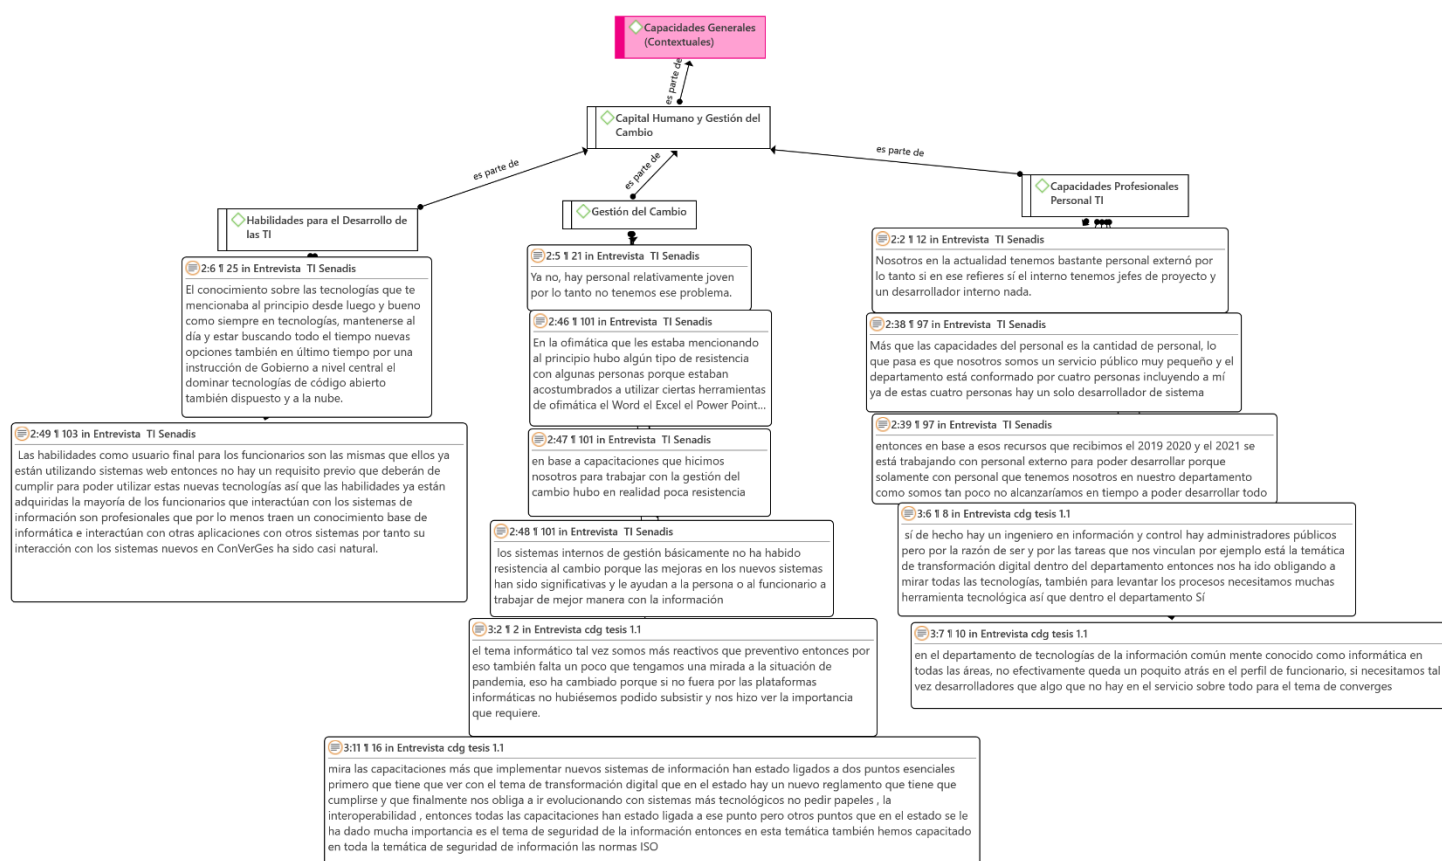 Capacidades Generales
(Contextuales)
es parte de
Capital Humano y Gestión del
Cambio
es parte de
es parte de
es parte de
Habilidades para el Desarrollo de
las TI
2:6 ¶ 25 in Entrevista TI Senadis
El conocimiento sobre las tecnologías que te
mencionaba al principio desde luego y bueno
como siempre en tecnologías, mantenerse al
día y estar buscando todo el tiempo nuevas
opciones también en último tiempo por una
instrucción de Gobierno a nivel central el
dominar tecnologías de código abierto
también dispuesto y a la nube.
2:49 ¶ 103 in Entrevista TI Senadis
Las habilidades como usuario final para los funcionarios son las mismas que ellos ya
están utilizando sistemas web entonces no hay un requisito previo que deberán de
cumplir para poder utilizar estas nuevas tecnologías así que las habilidades ya están
adquiridas la mayoría de los funcionarios que interactúan con los sistemas de
información son profesionales que por lo menos traen un conocimiento base de
informática e interactúan con otras aplicaciones con otros sistemas por tanto su
interacción con los sistemas nuevos en ConVerGes ha sido casi natural.
Gestión del Cambio
2:5 ¶ 21 in Entrevista TI Senadis
Ya no, hay personal relativamente joven
por lo tanto no tenemos ese problema.
2:46 ¶ 101 in Entrevista TI Senadis
En la ofimática que les estaba mencionando
al principio hubo algún tipo de resistencia
con algunas personas porque estaban
acostumbrados a utilizar ciertas herramientas
de ofimática el Word el Excel el Power Point...
2:47 ¶ 101 in Entrevista TI Senadis
en base a capacitaciones que hicimos
nosotros para trabajar con la gestión del
cambio hubo en realidad poca resistencia
2:48 ¶ 101 in Entrevista TI Senadis
los sistemas internos de gestión básicamente no ha habido
resistencia al cambio porque las mejoras en los nuevos sistemas
han sido significativas y le ayudan a la persona o al funcionario a
trabajar de mejor manera con la información
3:2 ¶ 2 in Entrevista cdg tesis 1.1
el tema informático tal vez somos más reactivos que preventivo entonces por
eso también falta un poco que tengamos una mirada a la situación de
pandemia, eso ha cambiado porque si no fuera por las plataformas
informáticas no hubiésemos podido subsistir y nos hizo ver la importancia
que requiere.
3:11 ¶ 16 in Entrevista cdg tesis 1.1
mira las capacitaciones más que implementar nuevos sistemas de información han estado ligados a dos puntos esenciales
primero que tiene que ver con el tema de transformación digital que en el estado hay un nuevo reglamento que tiene que
cumplirse y que finalmente nos obliga a ir evolucionando con sistemas más tecnológicos no pedir papeles , la
interoperabilidad , entonces todas las capacitaciones han estado ligada a ese punto pero otros puntos que en el estado se le
ha dado mucha importancia es el tema de seguridad de la información entonces en esta temática también hemos capacitado
en toda la temática de seguridad de información las normas ISO
Capacidades Profesionales
Personal TI
2:2 ¶ 12 in Entrevista TI Senadis
Nosotros en la actualidad tenemos bastante personal externó por
lo tanto si en ese refieres sí el interno tenemos jefes de proyecto y
un desarrollador interno nada.
2:38 ¶ 97 in Entrevista TI Senadis
Más que las capacidades del personal es la cantidad de personal, lo
que pasa es que nosotros somos un servicio público muy pequeño y el
departamento está conformado por cuatro personas incluyendo a mí
ya de estas cuatro personas hay un solo desarrollador de sistema
2:39 ¶ 97 in Entrevista TI Senadis
entonces en base a esos recursos que recibimos el 2019 2020 y el 2021 se
está trabajando con personal externo para poder desarrollar porque
solamente con personal que tenemos nosotros en nuestro departamento
como somos tan poco no alcanzaríamos en tiempo a poder desarrollar todo
3:6 ¶ 8 in Entrevista cdg tesis 1.1
sí de hecho hay un ingeniero en información y control hay administradores públicos
pero por la razón de ser y por las tareas que nos vinculan por ejemplo está la temática
de transformación digital dentro del departamento entonces nos ha ido obligando a
mirar todas las tecnologías, también para levantar los procesos necesitamos muchas
herramienta tecnológica así que dentro el departamento Sí
3:7 ¶ 10 in Entrevista cdg tesis 1.1
en el departamento de tecnologías de la información común mente conocido como informática en
todas las áreas, no efectivamente queda un poquito atrás en el perfil de funcionario, si necesitamos tal
vez desarrolladores que algo que no hay en el servicio sobre todo para el tema de converges